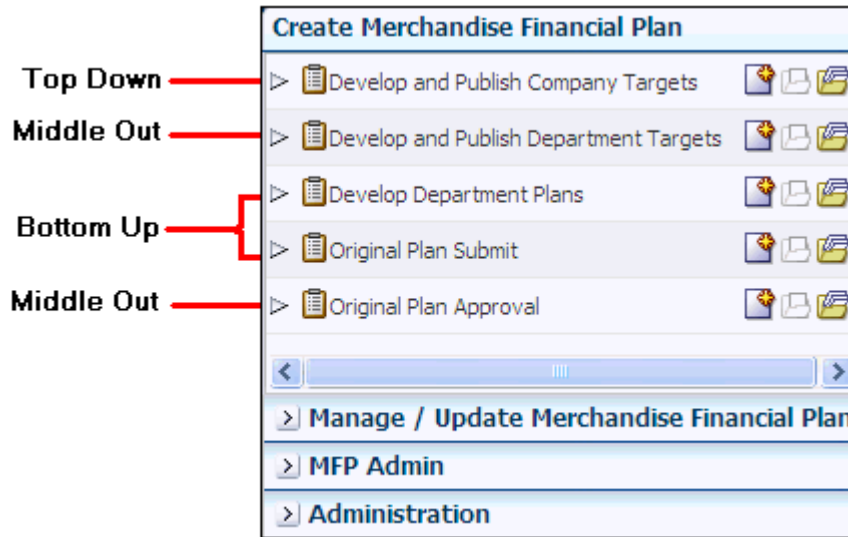 Create Merchandise Financial Plan
Top Down
Develop and Publish Company Targets
Middle Out
Develop and Publish Department Targets
Develop Department Plans
Bottom Up
Original Plan Submit
Middle Out
Original Plan Approval
Manage / Update Merchandise Financial Plan
MFP Admin
Administration